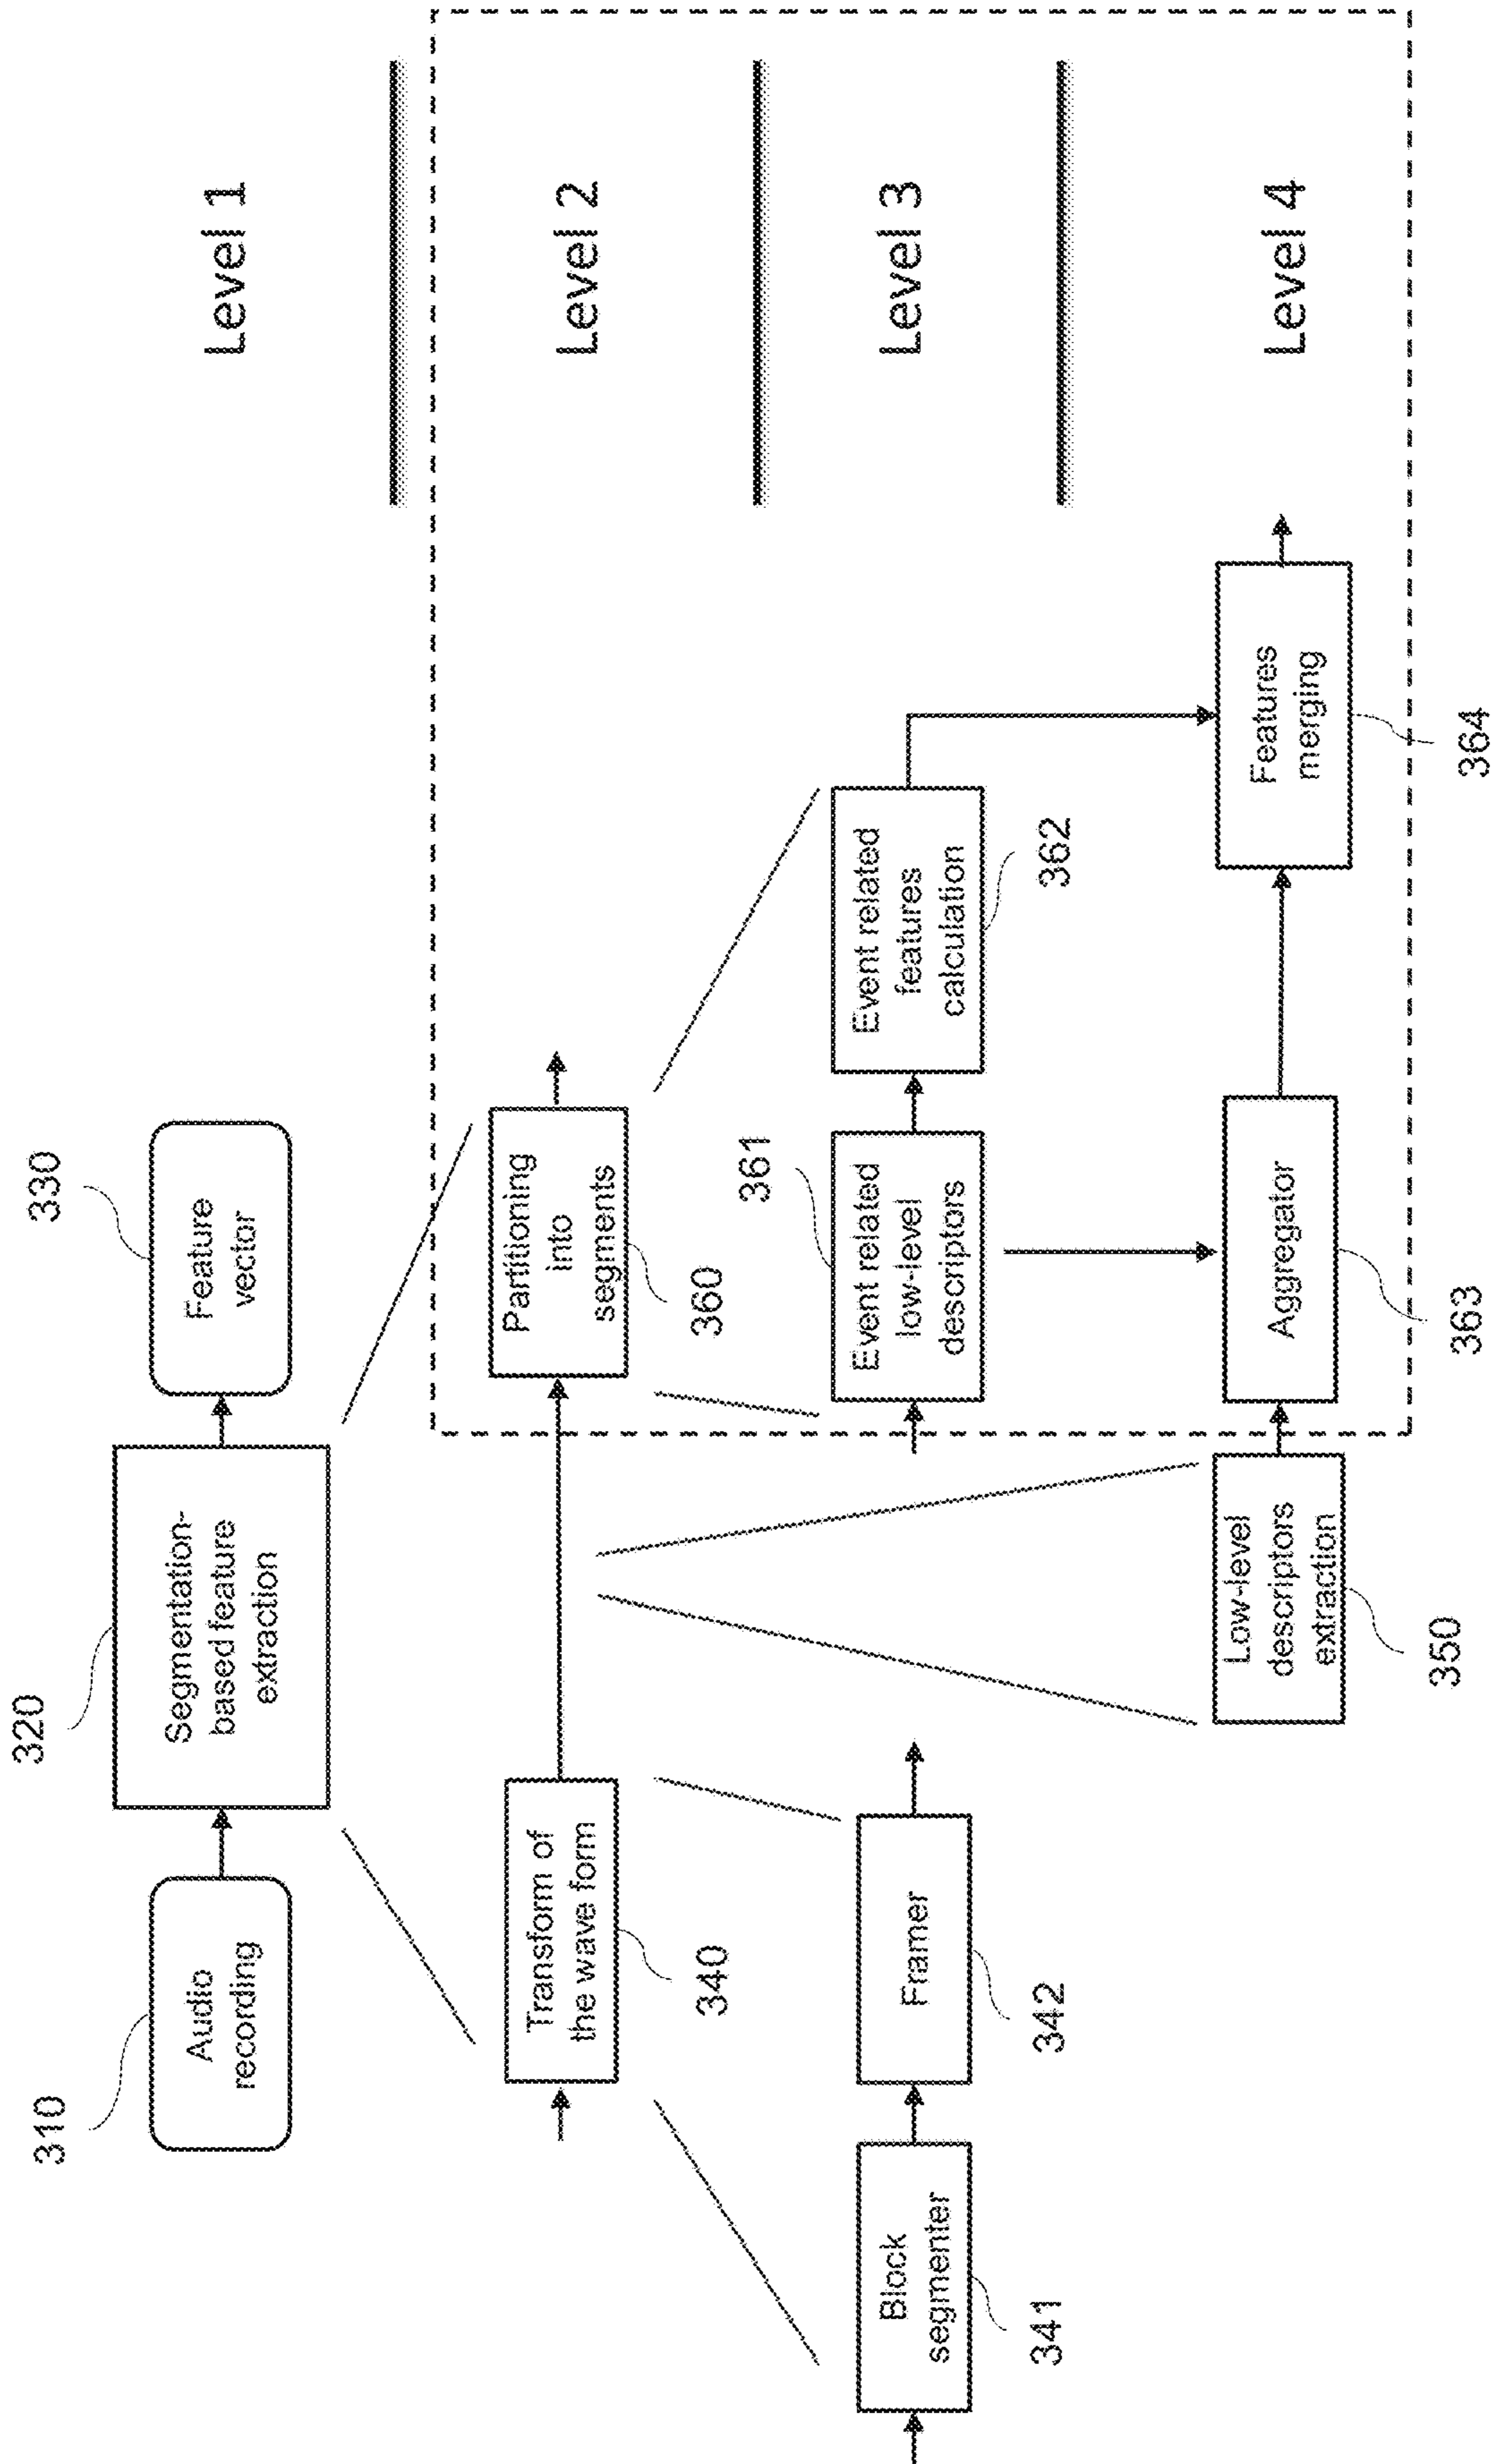 310
Audio
recording
320
Segmentation-
based feature
extraction
330
Feature
vector
Level 1
Transform of
the wave form
340
Partitioning
into
segments
360
Level 2
Block
segmenter
341
Framer
342
361
Event related
low-level
descriptors
Event related
features
calculation
362
Level 3
Low-level
descriptors
extraction
350
Aggregator
363
Features
merging
364
Level 4